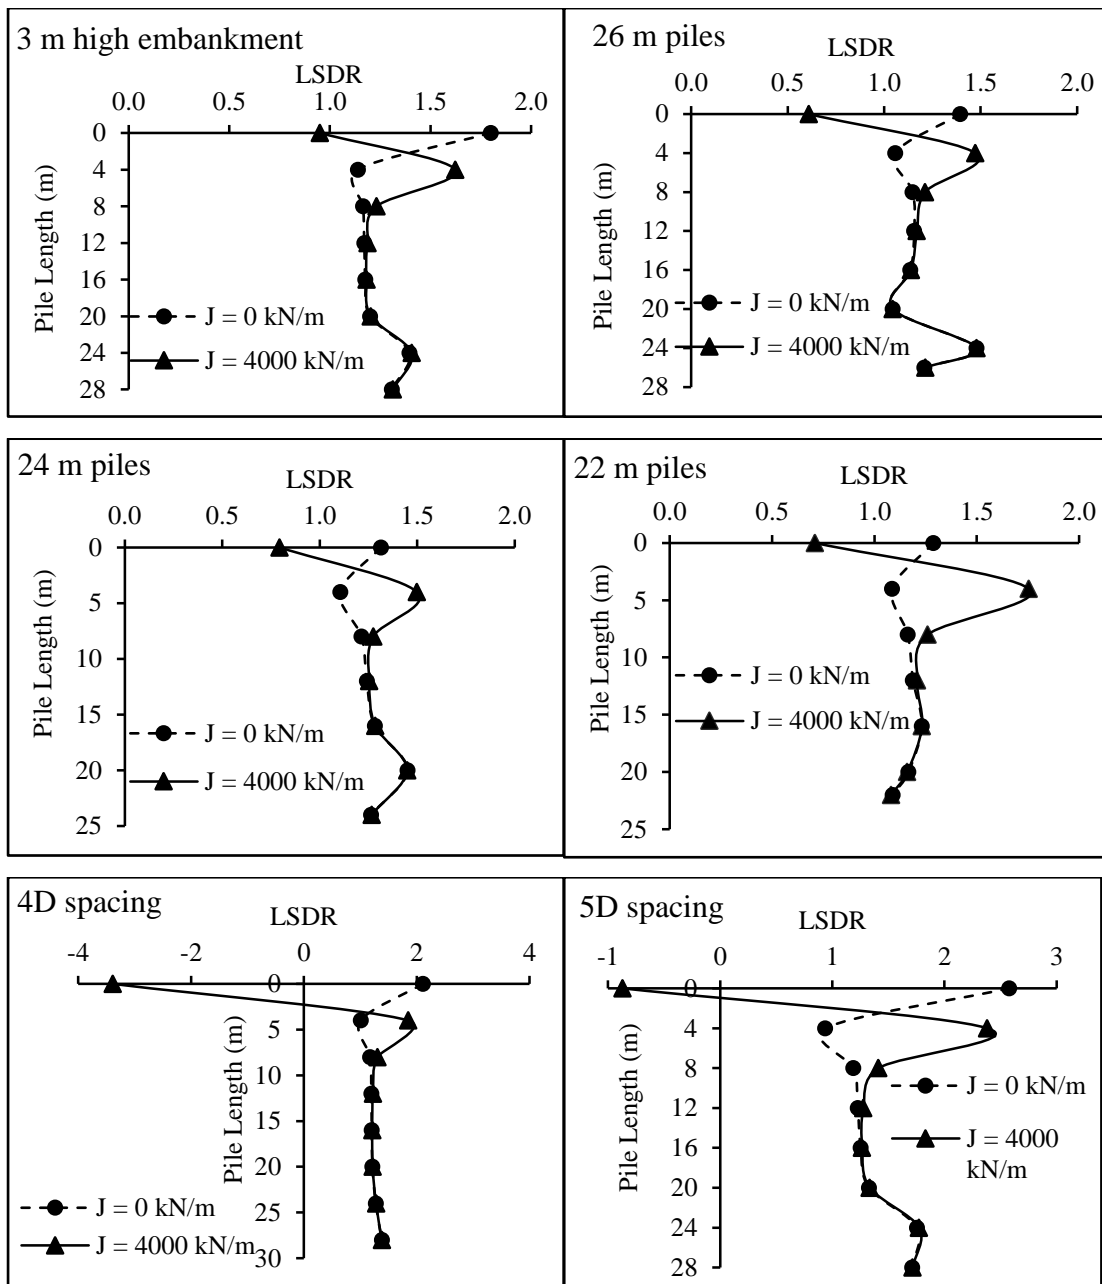 3 m high embankment
LSDR
0.0 0.5 1.0 1.5 2.0
Pile Length (m)
0
4
8
12
16
20
24
28
J = 0 kN/m
J = 4000 kN/m
26 m piles
LSDR
0.0 0.5 1.0 1.5 2.0
Pile Length (m)
0
4
8
12
16
20
24
28
J = 0 kN/m
J = 4000 kN/m
24 m piles
LSDR
0.0 0.5 1.0 1.5 2.0
Pile Length (m)
0
5
10
15
20
25
J = 0 kN/m
J = 4000 kN/m
22 m piles
LSDR
0.0 0.5 1.0 1.5 2.0
Pile Length (m)
0
5
10
15
20
25
J = 0 kN/m
J = 4000 kN/m
4D spacing
LSDR
-4 -2 0 2 4
Pile Length (m)
0
5
10
15
20
25
30
J = 0 kN/m
J = 4000 kN/m
5D spacing
LSDR
-1 0 1 2 3
Pile Length (m)
0
4
8
12
16
20
24
28
J = 0 kN/m
J = 4000
kN/m